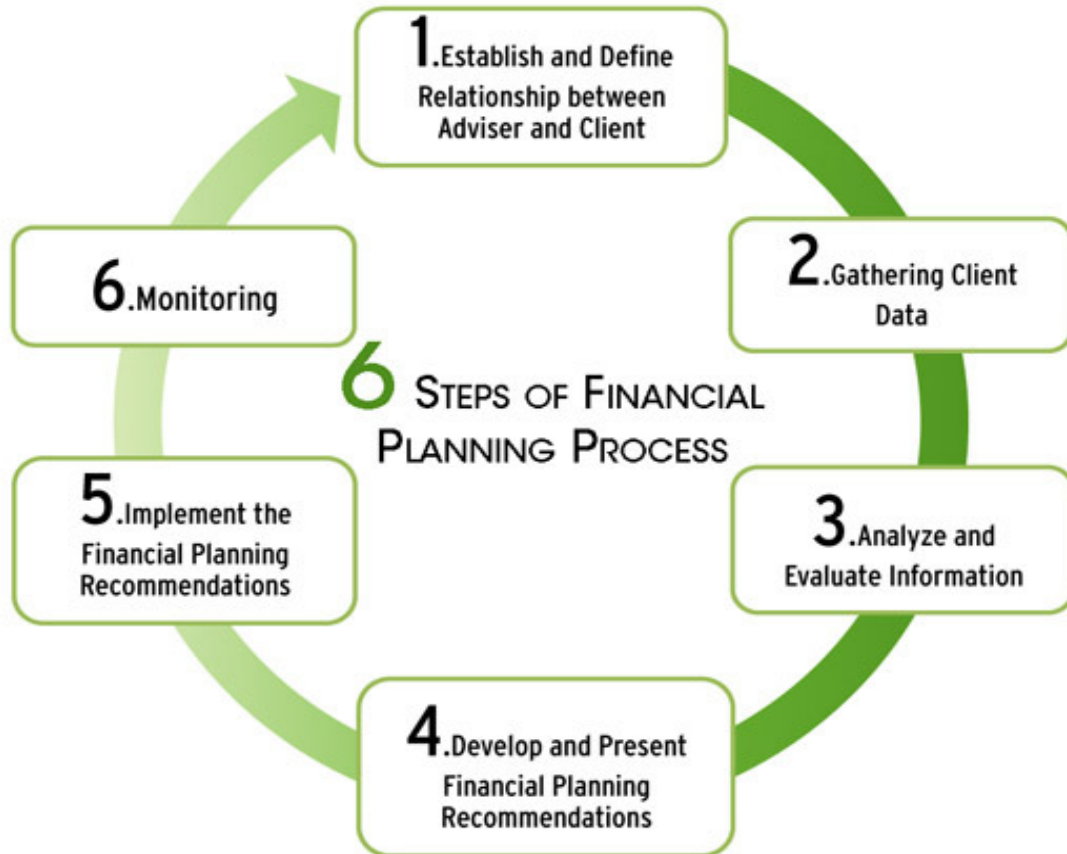 1.Establish and Define
Relationship between
Adviser and Client
2.Gathering Client
Data
3.Analyze and
Evaluate Information
4.Develop and Present
Financial Planning
Recommendations
5.Implement the
Financial Planning
Recommendations
6.Monitoring
6 STEPS OF FINANCIAL
PLANNING PROCESS